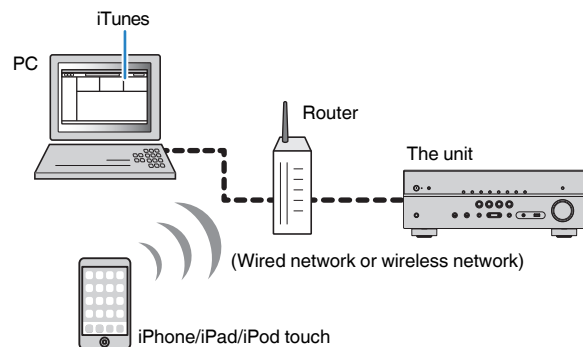 iTunes
PC
Router
The unit
(Wired network or wireless network)
iPhone/iPad/iPod touch